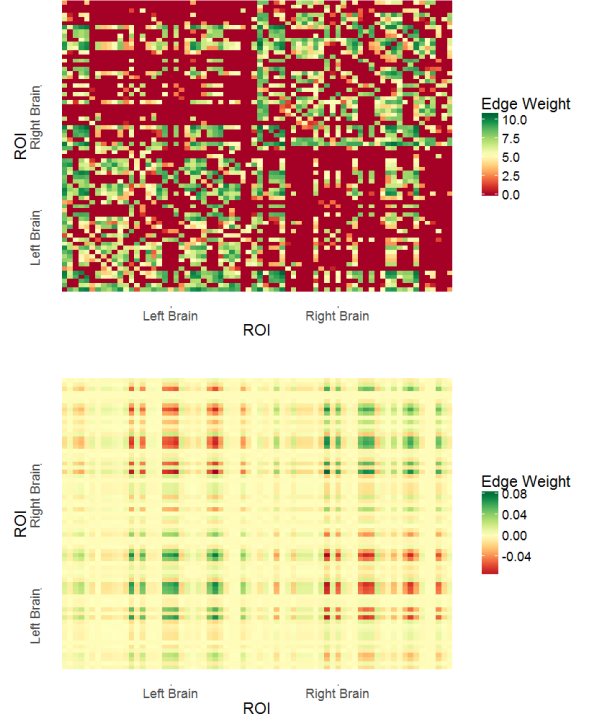 Edge Weight
10.0
7.5
5.0
2.5
0.0
ROI
Right Brain
Left Brain
Left Brain
Right Brain
ROI
Edge Weight
0.08
0.04
0.00
-0.04
ROI
Right Brain
Left Brain
Left Brain
Right Brain
ROI